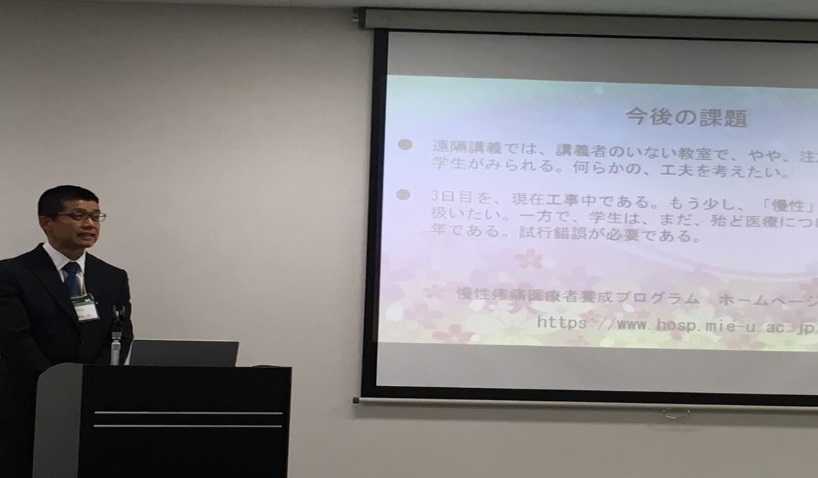 今後の課題
● 遠隔講義では、講義者のいない教室で、やや、注
学生がみられる。何らかの、工夫を考えたい。
● 3日目を、現在工事中である。もう少し、「慢性」
扱いたい。一方で、学生は、まだ、殆ど医療につい
年である。試行錯誤が必要である。
慢性疼痛医療者養成プログラム ホームページ
https://www.hosp.mie-u.ac.jp/